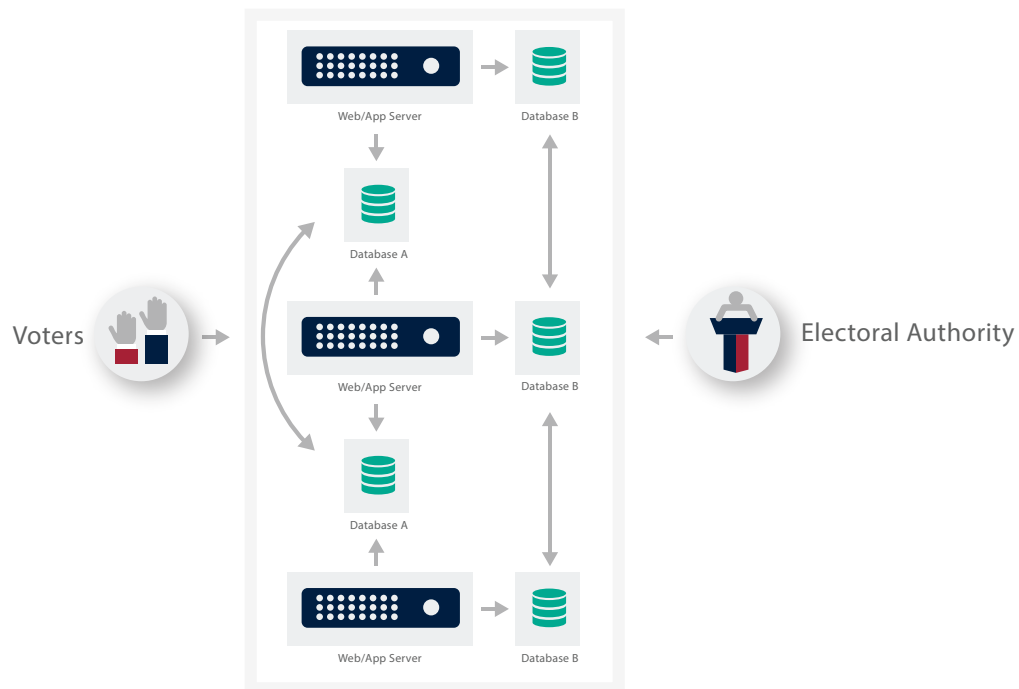 Web/App Server
Database B
Database A
Voters
Electoral Authority
Web/App Server
Database B
Database A
Web/App Server
Database B